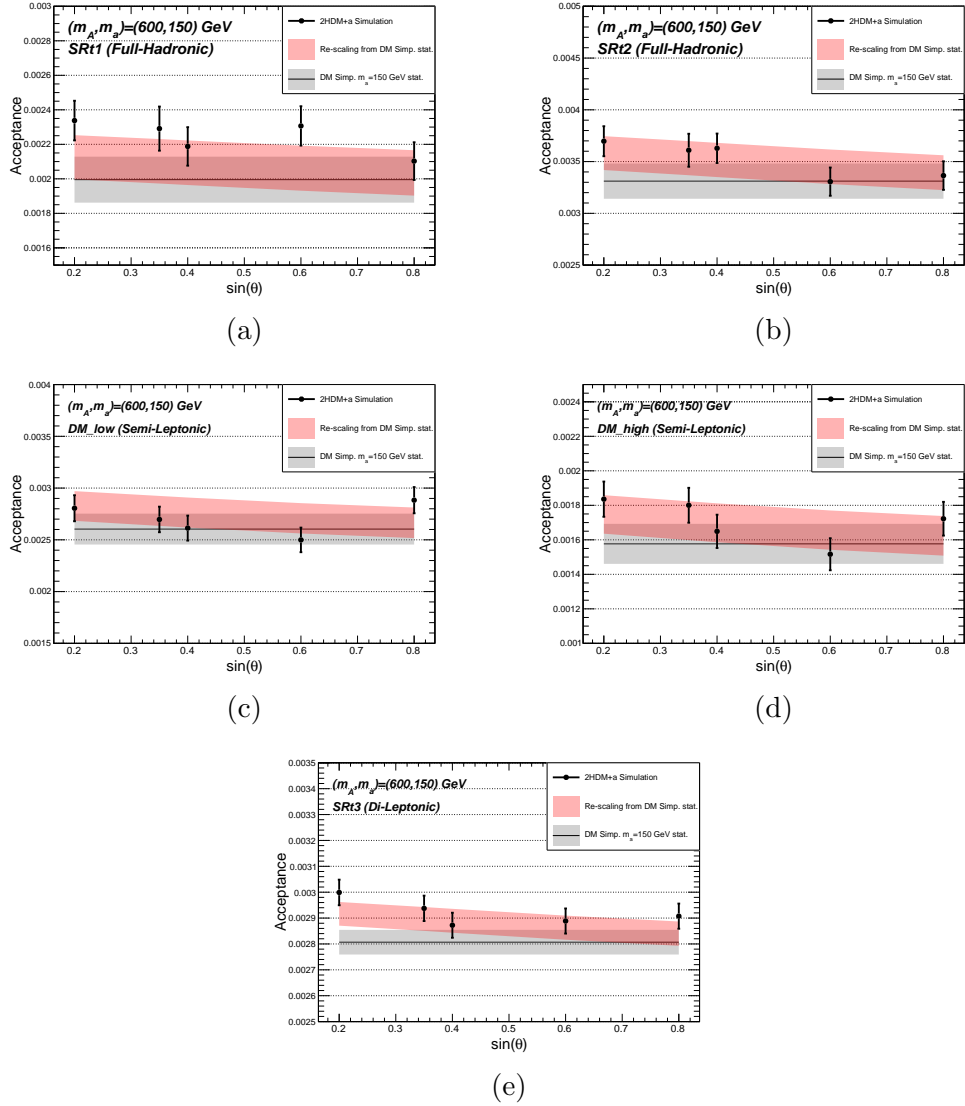 0.003
0.0028
0.0026
0.0024
0.0022
0.002
0.0018
0.0016
Acceptance
(m_A,m_a)=(600,150) GeV
SRt1 (Full-Hadronic)
2HDM+a Simulation
Re-scaling from DM Simp. stat.
DM Simp. m_a=150 GeV stat.
0.2 0.3 0.4 0.5 0.6 0.7 0.8
sin(θ)
(a)
0.005
0.0045
0.004
0.0035
0.003
0.0025
Acceptance
(m_A,m_a)=(600,150) GeV
SRt2 (Full-Hadronic)
2HDM+a Simulation
Re-scaling from DM Simp. stat.
DM Simp. m_a=150 GeV stat.
0.2 0.3 0.4 0.5 0.6 0.7 0.8
sin(θ)
(b)
0.004
0.0035
0.003
0.0025
0.002
0.0015
Acceptance
(m_A,m_a)=(600,150) GeV
DM_low (Semi-Leptonic)
2HDM+a Simulation
Re-scaling from DM Simp. stat.
DM Simp. m_a=150 GeV stat.
0.2 0.3 0.4 0.5 0.6 0.7 0.8
sin(θ)
(c)
0.0024
0.0022
0.002
0.0018
0.0016
0.0014
0.0012
0.001
Acceptance
(m_A,m_a)=(600,150) GeV
DM_high (Semi-Leptonic)
2HDM+a Simulation
Re-scaling from DM Simp. stat.
DM Simp. m_a=150 GeV stat.
0.2 0.3 0.4 0.5 0.6 0.7 0.8
sin(θ)
(d)
0.0035
0.0034
0.0033
0.0032
0.0031
0.003
0.0029
0.0028
0.0027
0.0026
0.0025
Acceptance
(m_A,m_a)=(600,150) GeV
SRt3 (Di-Leptonic)
2HDM+a Simulation
Re-scaling from DM Simp. stat.
DM Simp. m_a=150 GeV stat.
0.2 0.3 0.4 0.5 0.6 0.7 0.8
sin(θ)
(e)